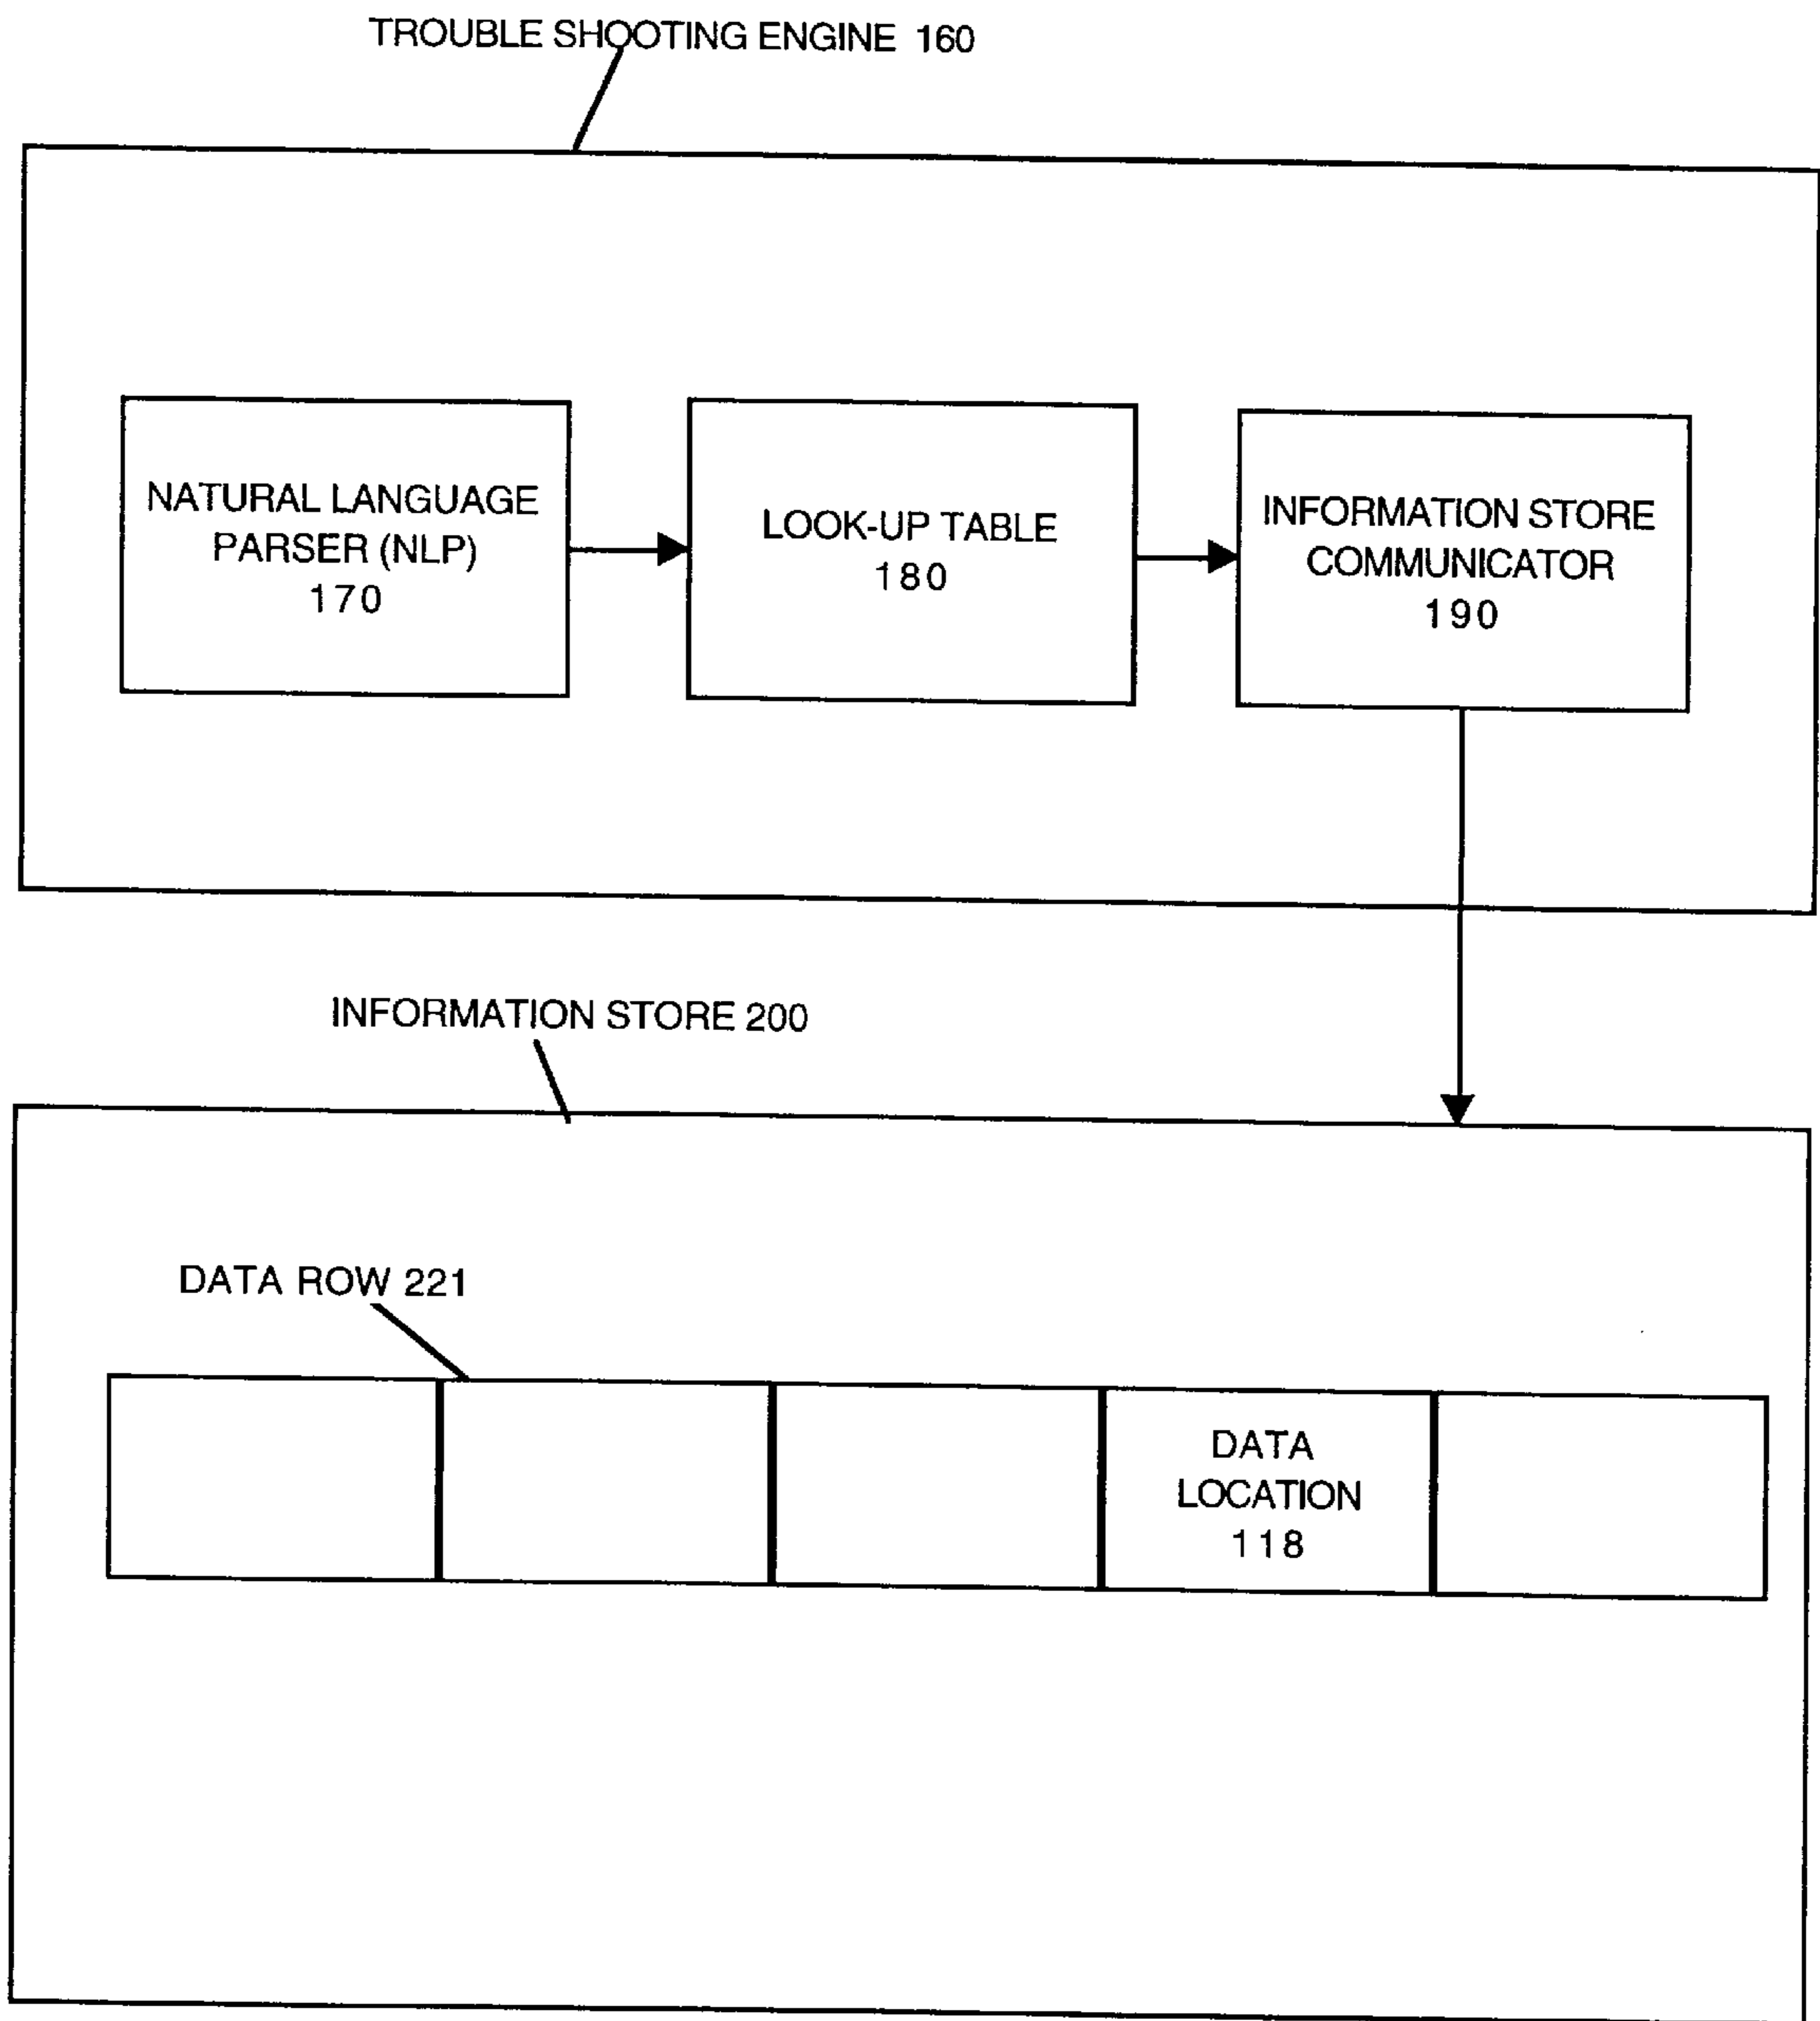 TROUBLE SHOOTING ENGINE 160
NATURAL LANGUAGE
PARSER (NLP)
170
LOOK-UP TABLE
180
INFORMATION STORE
COMMUNICATOR
190
INFORMATION STORE 200
DATA ROW 221
DATA
LOCATION
118